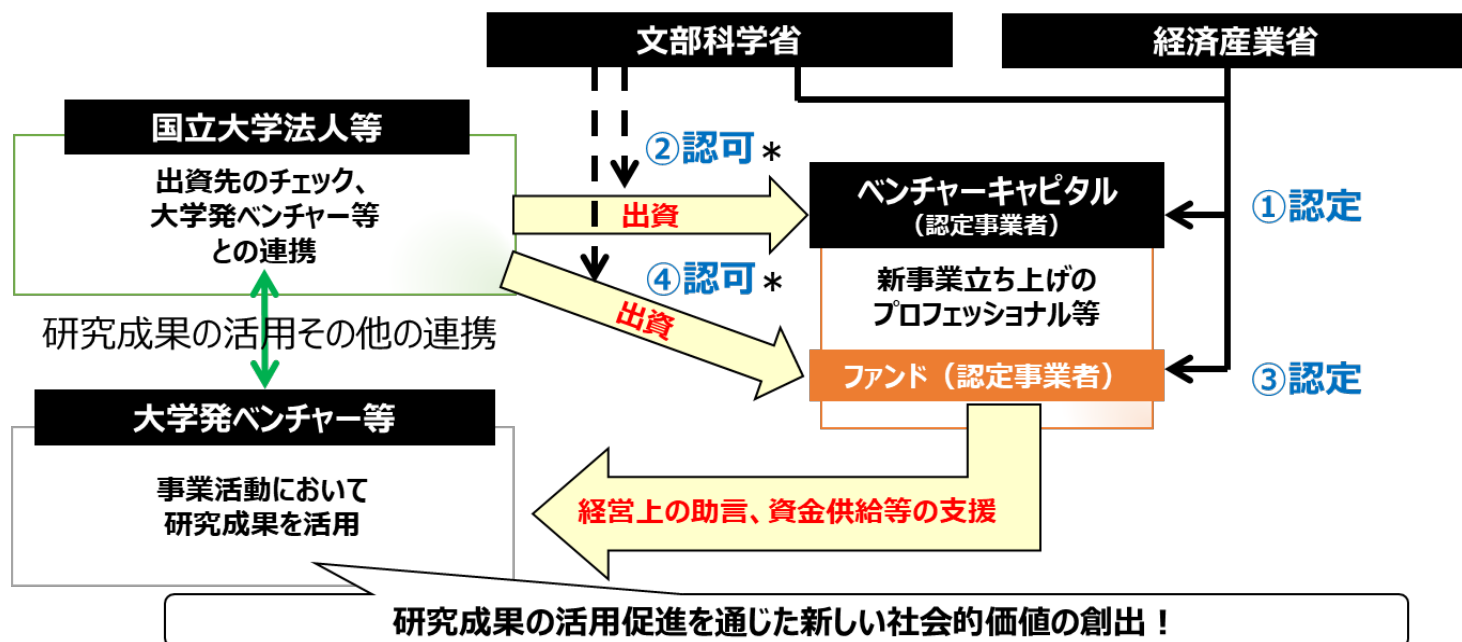 文部科学省
経済産業省
国立大学法人等
出資先のチェック、
大学発ベンチャー等
との連携
②認可＊
出資
ベンチャーキャピタル
（認定事業者）
①認定
新事業立ち上げの
プロフェッショナル等
④認可＊
出資
研究成果の活用その他の連携
ファンド（認定事業者）
③認定
大学発ベンチャー等
事業活動において
研究成果を活用
経営上の助言、資金供給等の支援
研究成果の活用促進を通じた新しい社会的価値の創出！